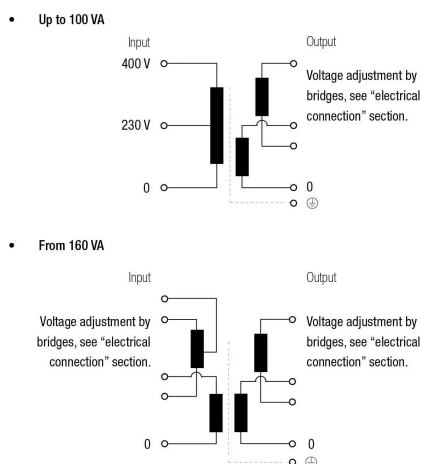 • Up to 100 VA
Input
Output
400 V
Voltage adjustment by
bridges, see “electrical
connection” section.
230 V
0
0
• From 160 VA
Input
Output
Voltage adjustment by
bridges, see “electrical
connection” section.
Voltage adjustment by
bridges, see “electrical
connection” section.
0
0